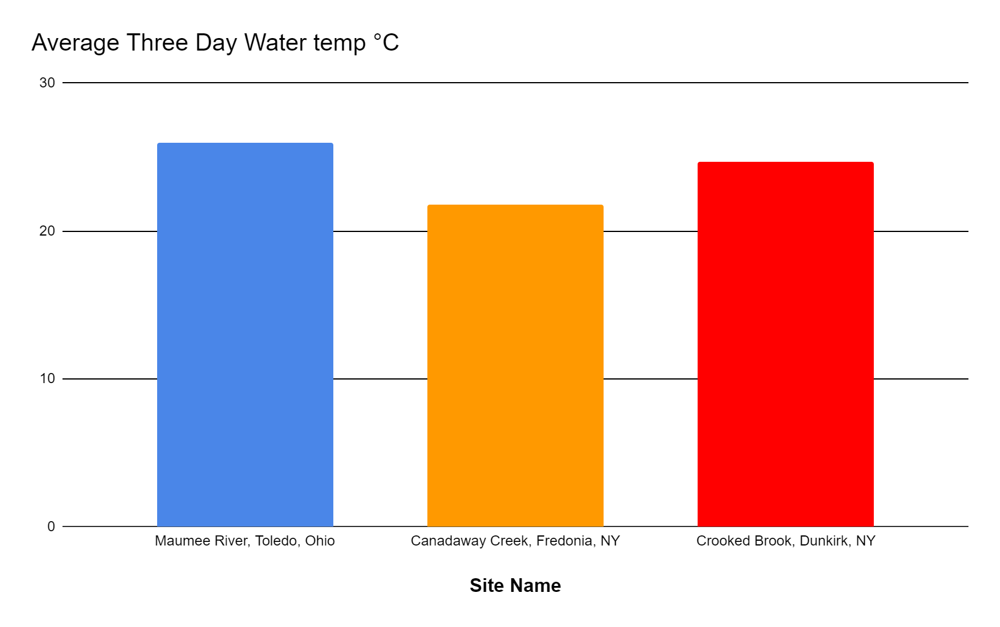 Average Three Day Water temp °C
30
20
10
0
Maumee River, Toledo, Ohio
Canadaway Creek, Fredonia, NY
Crooked Brook, Dunkirk, NY
Site Name